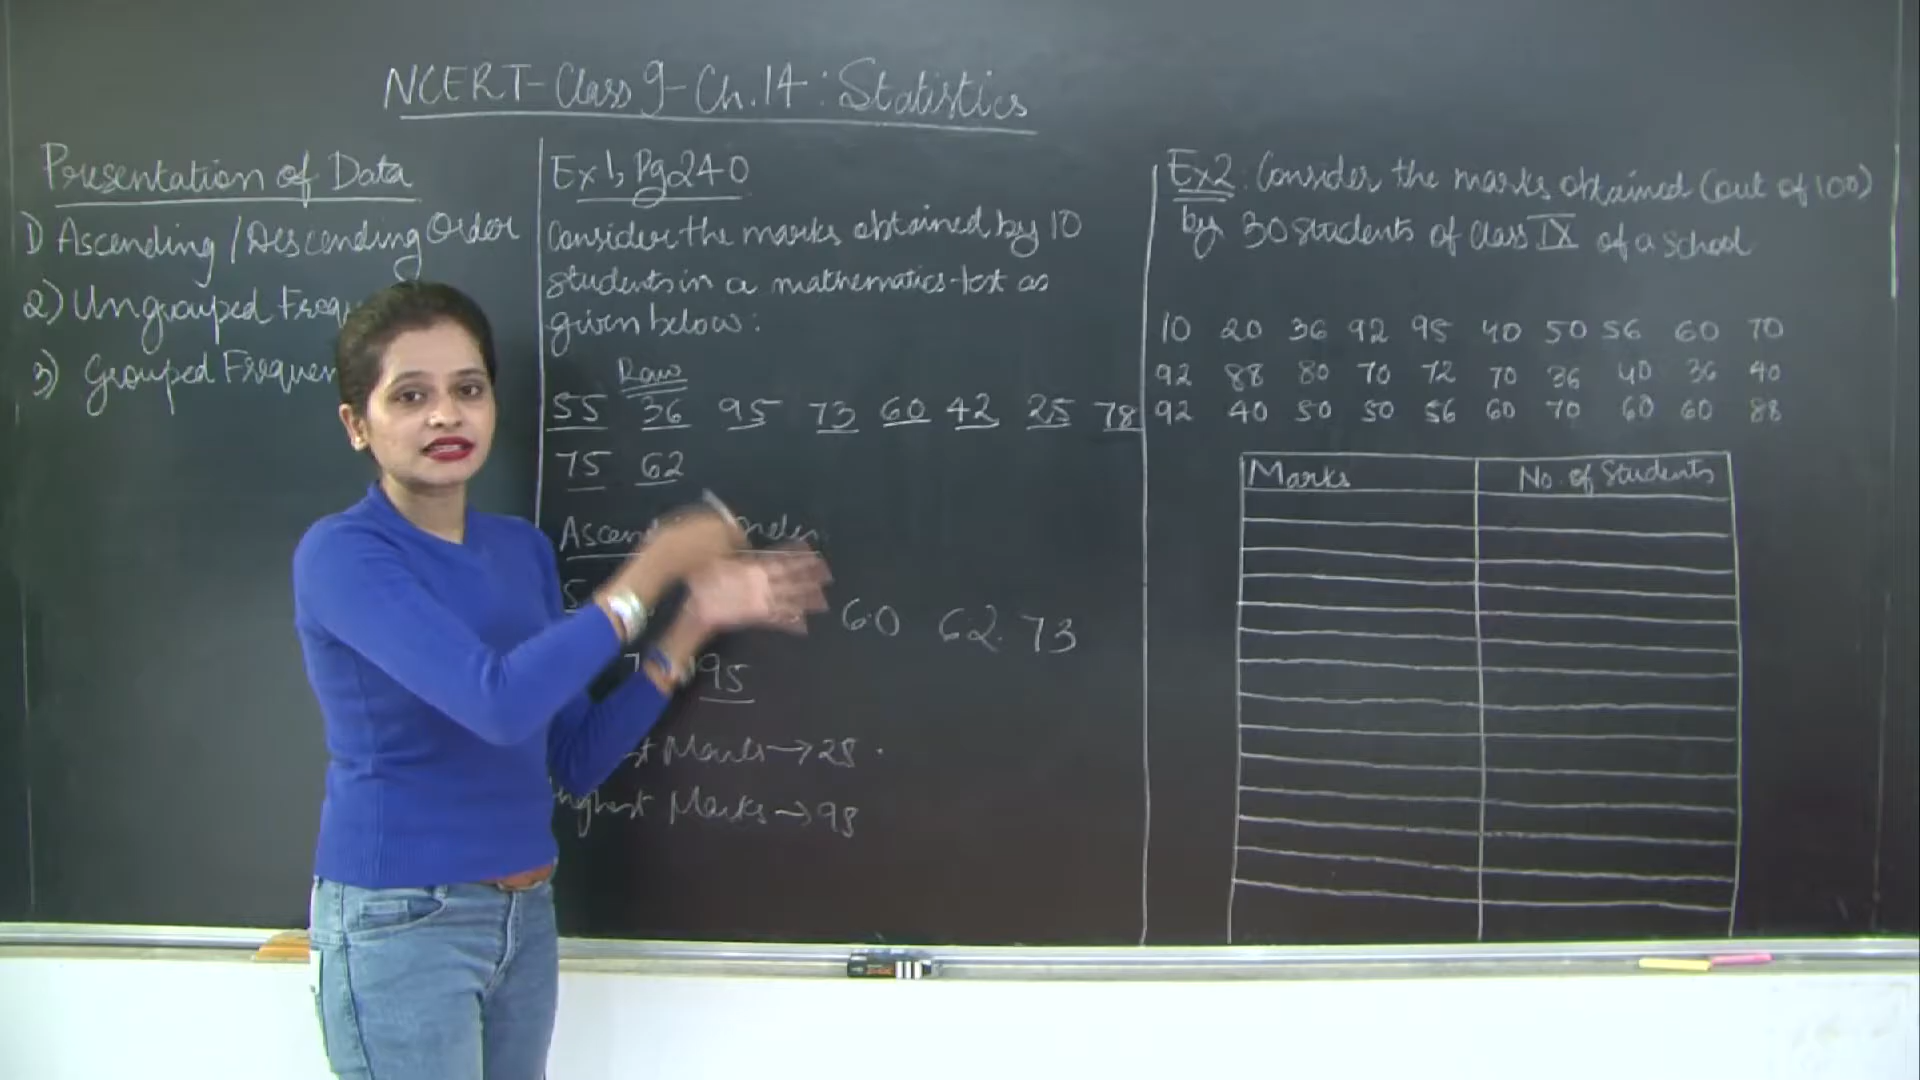 NCERT-Class 9-Ch.14: Statistics
Presentation of Data
1) Ascending/Descending Order
2) Ungrouped
3) Grouped
Ex1, Pg240
Consider the marks obtained by 10
students in a mathematics test as
given below:
Raw
55 36 95 73 60 42 25 78
75 62
60 62 73
95
Marks → 25
Highest Marks → 95
Ex2: Consider the marks obtained (out of 100)
by 30 students of class IX of a school
10 20 36 92 95 40 50 56 60 70
92 88 80 70 72 70 36 40 36 40
92 40 50 50 56 60 70 60 60 88
Marks No. of Students